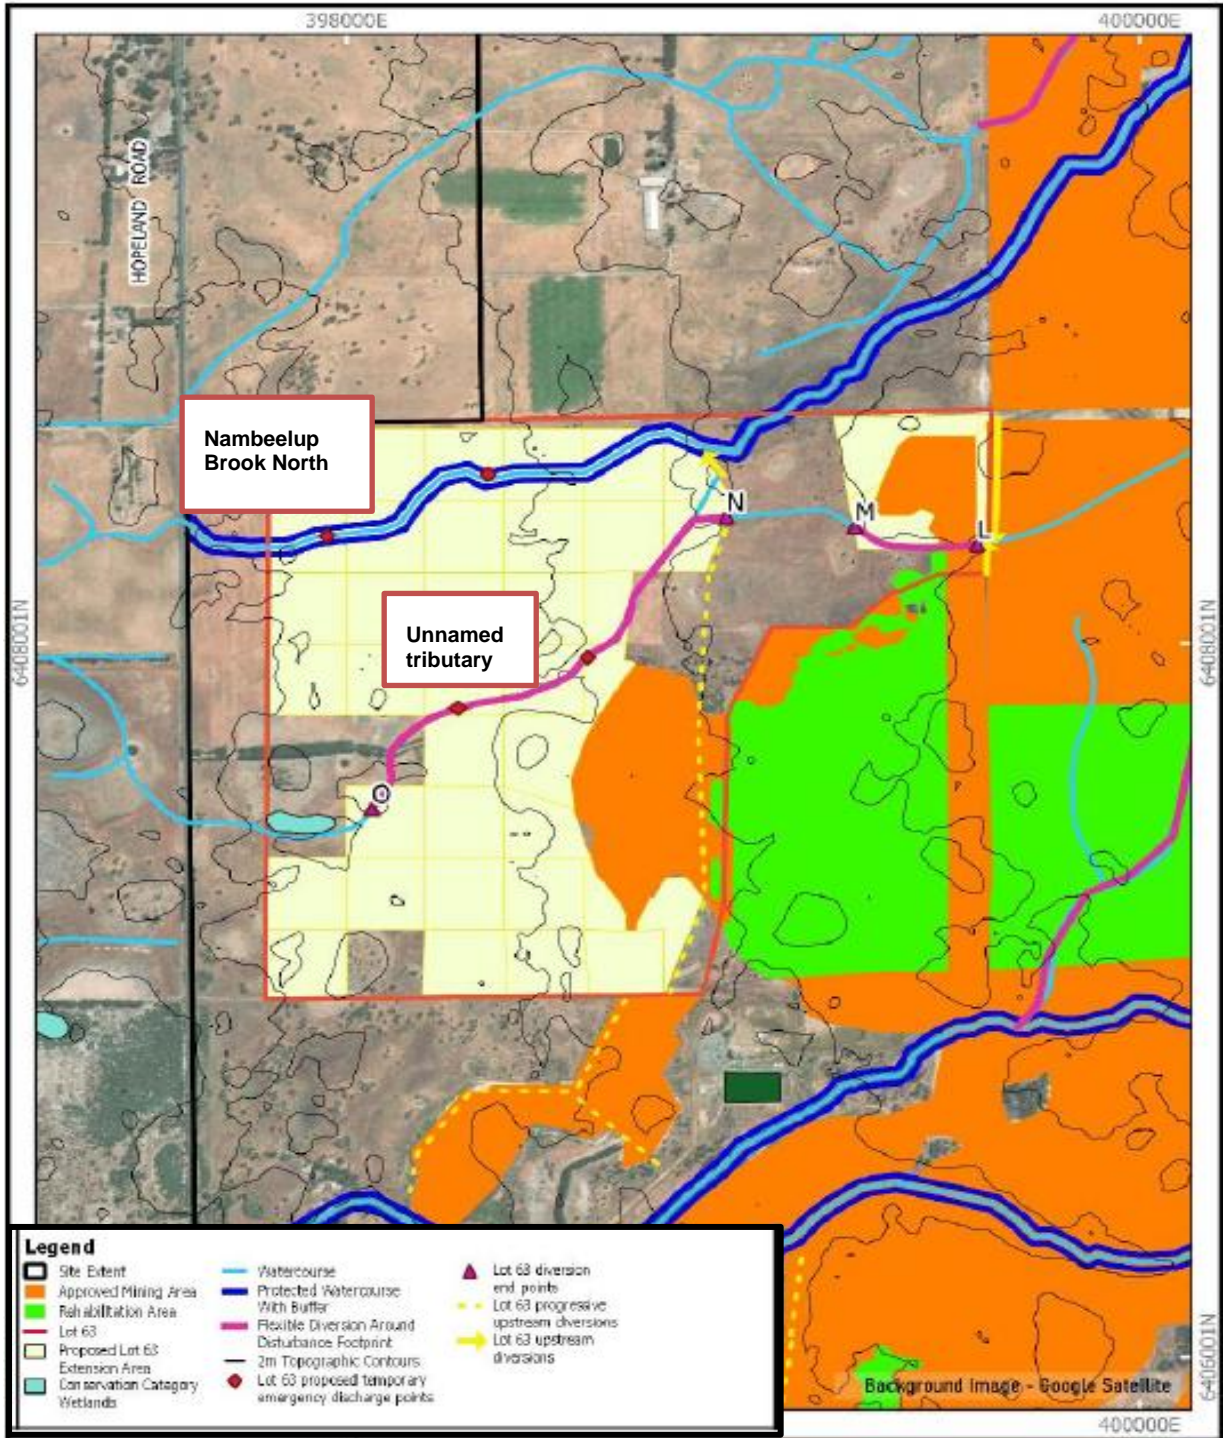 398000E
400000E
HOPELAND ROAD
Nambeelup
Brook North
N
M
L
Unnamed
tributary
6408001N
6408001N
O
Legend
Site Extent
Approved Mining Area
Rehabilitation Area
Lot 63
Proposed Lot 63
Extension Area
Conservation Category
Wetlands
Watercourse
Protected Watercourse
With Buffer
Flexible Diversion Around
Disturbance Footprint
2m Topographic Contours
Lot 63 proposed temporary
emergency discharge points
Lot 63 diversion
end points
Lot 63 progressive
upstream diversions
Lot 63 upstream
diversions
Background Image - Google Satellite
6406001N
400000E